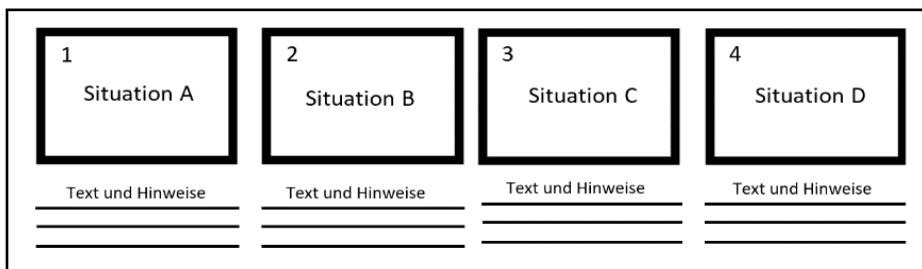 1
Situation A
2
Situation B
3
Situation C
4
Situation D
Text und Hinweise
Text und Hinweise
Text und Hinweise
Text und Hinweise